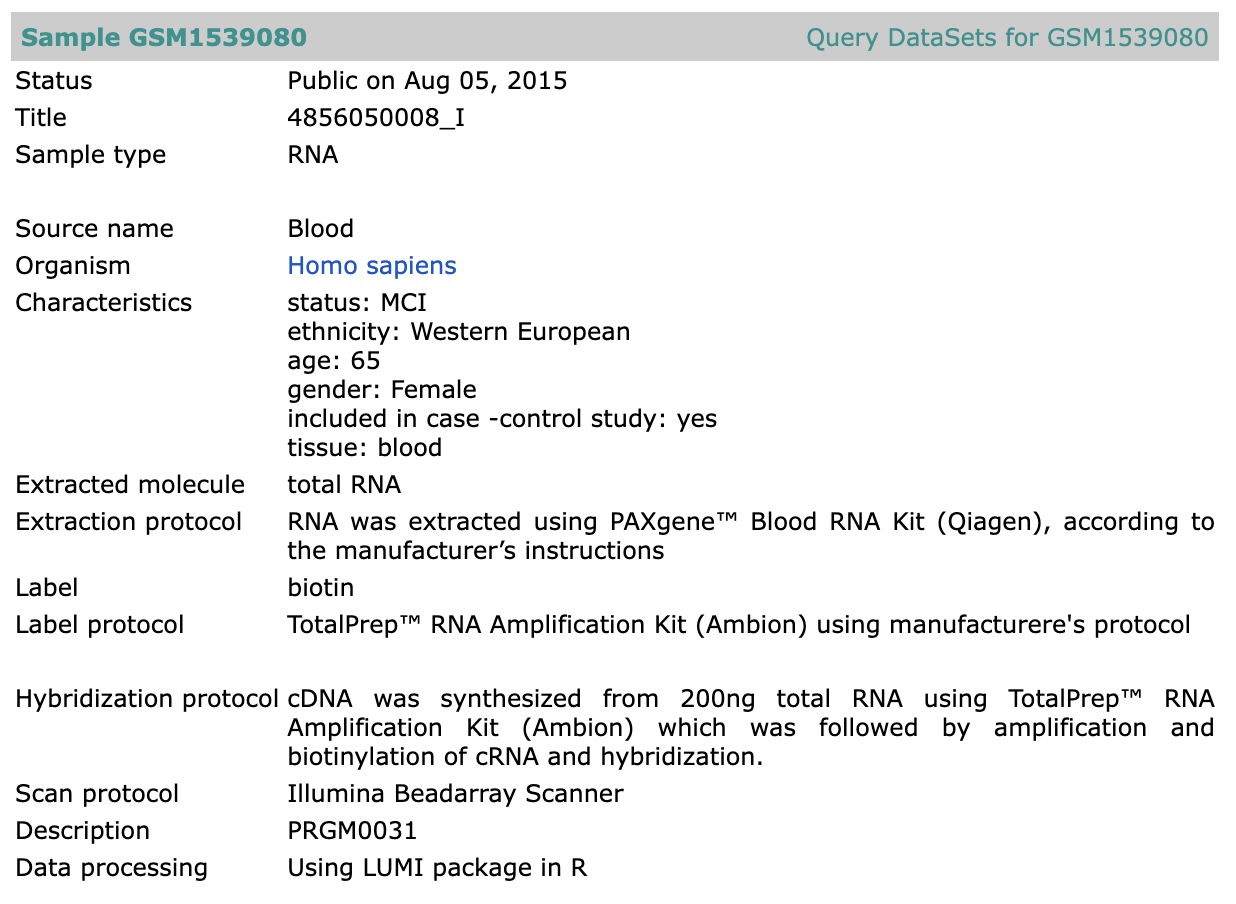 Sample GSM1539080 Query DataSets for GSM1539080
Status Public on Aug 05, 2015
Title 4856050008_I
Sample type RNA
Source name Blood
Organism Homo sapiens
Characteristics status: MCI
ethnicity: Western European
age: 65
gender: Female
included in case -control study: yes
tissue: blood
Extracted molecule total RNA
Extraction protocol RNA was extracted using PAXgene™ Blood RNA Kit (Qiagen), according to
the manufacturer’s instructions
Label biotin
Label protocol TotalPrep™ RNA Amplification Kit (Ambion) using manufacturere's protocol
Hybridization protocol cDNA was synthesized from 200ng total RNA using TotalPrep™ RNA
Amplification Kit (Ambion) which was followed by amplification and
biotinylation of cRNA and hybridization.
Scan protocol Illumina Beadarray Scanner
Description PRGM0031
Data processing Using LUMI package in R